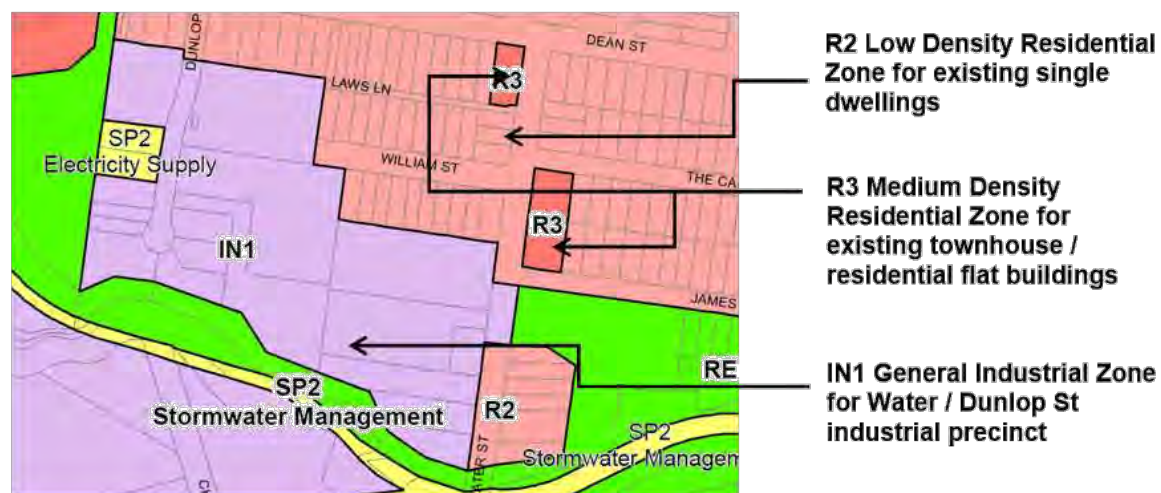 DEAN ST
DUNLOP
R3
LAWS LN
SP2
Electricity Supply
WILLIAM ST
THE CA
R3
IN1
JAMES
RE
SP2
Stormwater Management
R2
SP2
Stormwater Managem
ATER ST
R2 Low Density Residential
Zone for existing single
dwellings
R3 Medium Density
Residential Zone for
existing townhouse /
residential flat buildings
IN1 General Industrial Zone
for Water / Dunlop St
industrial precinct